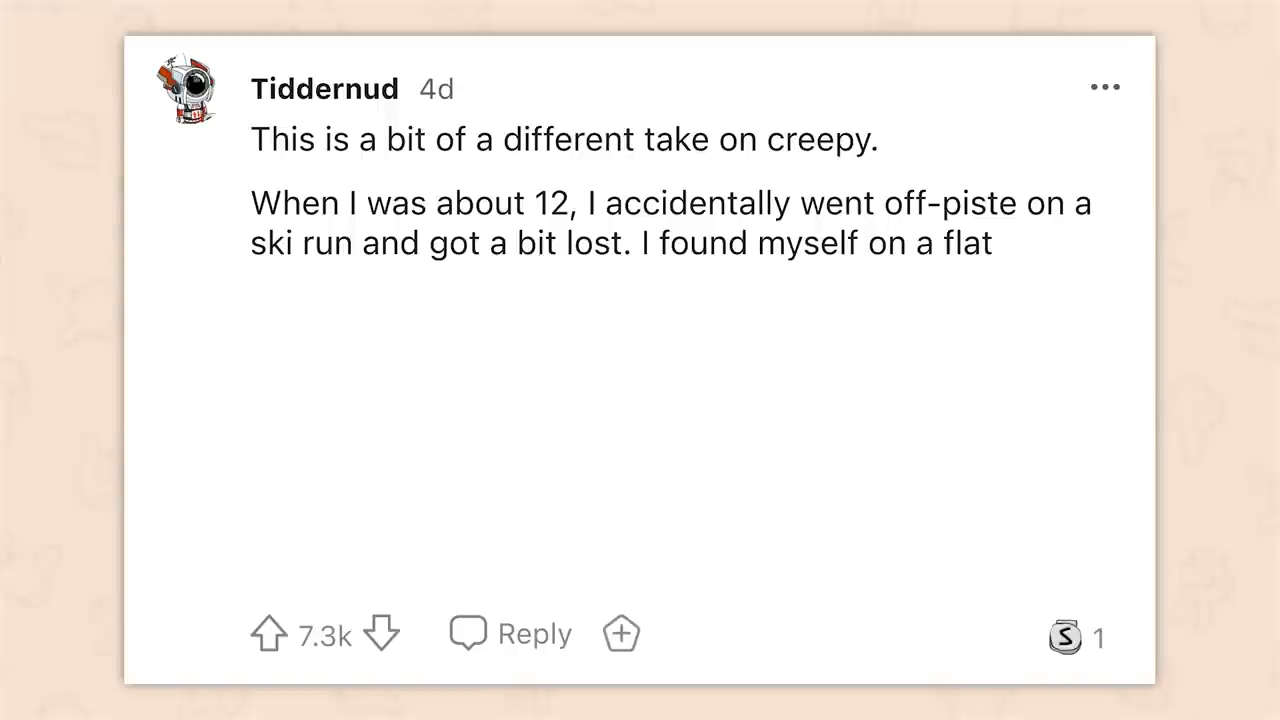 Tiddernud 4d
This is a bit of a different take on creepy.
When I was about 12, I accidentally went off-piste on a
ski run and got a bit lost. I found myself on a flat
7.3k Reply S 1